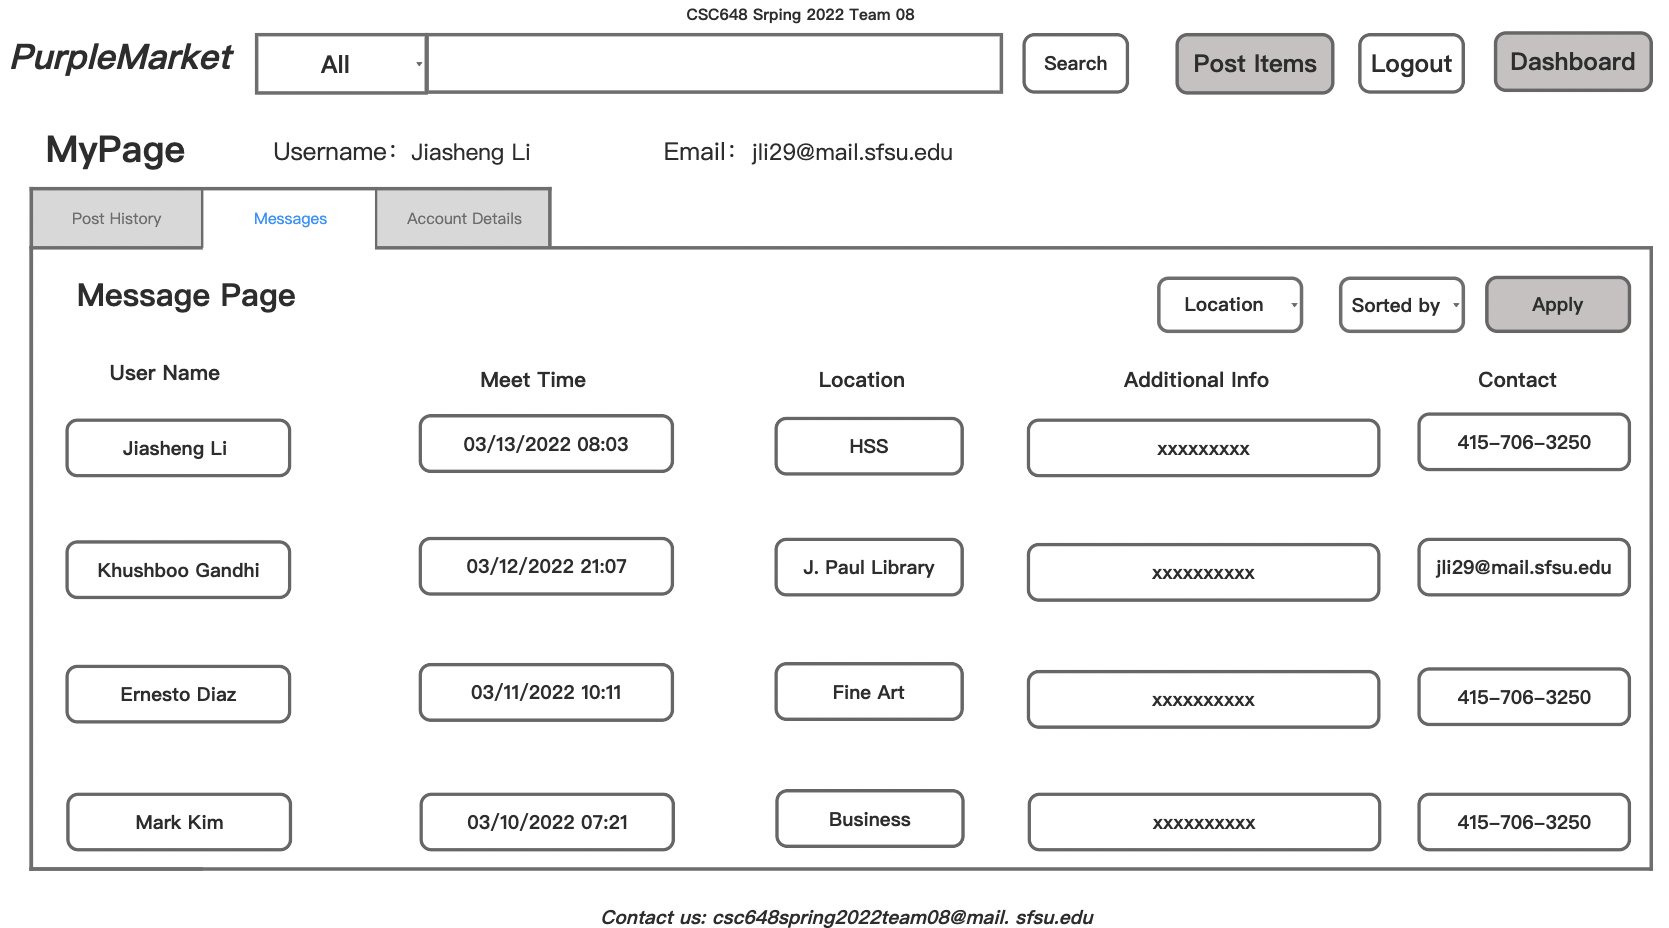 CSC648 Srping 2022 Team 08
PurpleMarket
All
Search
Post Items
Logout
Dashboard
MyPage
Username: Jiasheng Li
Email: jli29@mail.sfsu.edu
Post History
Messages
Account Details
Message Page
Location
Sorted by
Apply
User Name
Meet Time
Location
Additional Info
Contact
Jiasheng Li
03/13/2022 08:03
HSS
xxxxxxxxx
415-706-3250
Khushboo Gandhi
03/12/2022 21:07
J. Paul Library
xxxxxxxxxx
jli29@mail.sfsu.edu
Ernesto Diaz
03/11/2022 10:11
Fine Art
xxxxxxxxxx
415-706-3250
Mark Kim
03/10/2022 07:21
Business
xxxxxxxxxx
415-706-3250
Contact us: csc648spring2022team08@mail. sfsu.edu